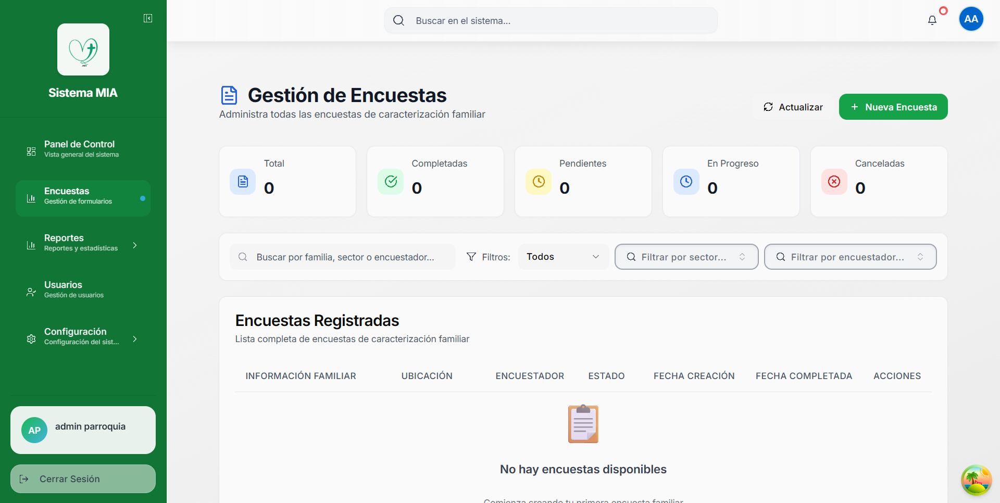 Sistema MIA
Panel de Control
Vista general del sistema
Encuestas
Gestión de formularios
Reportes
Reportes y estadísticas
Usuarios
Gestión de usuarios
Configuración
Configuración del sist...
AP
admin parroquia
Cerrar Sesión
Buscar en el sistema...
AA
Gestión de Encuestas
Administra todas las encuestas de caracterización familiar
Actualizar
Nueva Encuesta
Total
0
Completadas
0
Pendientes
0
En Progreso
0
Canceladas
0
Buscar por familia, sector o encuestador...
Filtros:
Todos
Filtrar por sector...
Filtrar por encuestador...
Encuestas Registradas
Lista completa de encuestas de caracterización familiar
INFORMACIÓN FAMILIAR
UBICACIÓN
ENCUESTADOR
ESTADO
FECHA CREACIÓN
FECHA COMPLETADA
ACCIONES
No hay encuestas disponibles
Comienza creando tu primera encuesta familiar